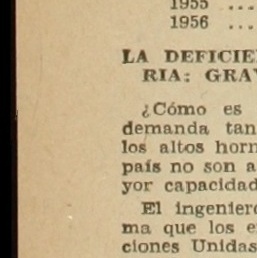 1955 ...
1956 ...
LA DEFICIE
RIA: GRA
¿Cómo es
demanda tan
los altos horn
país no son a
yor capacidad
El ingeniero
ma que los e
ciones Unidas